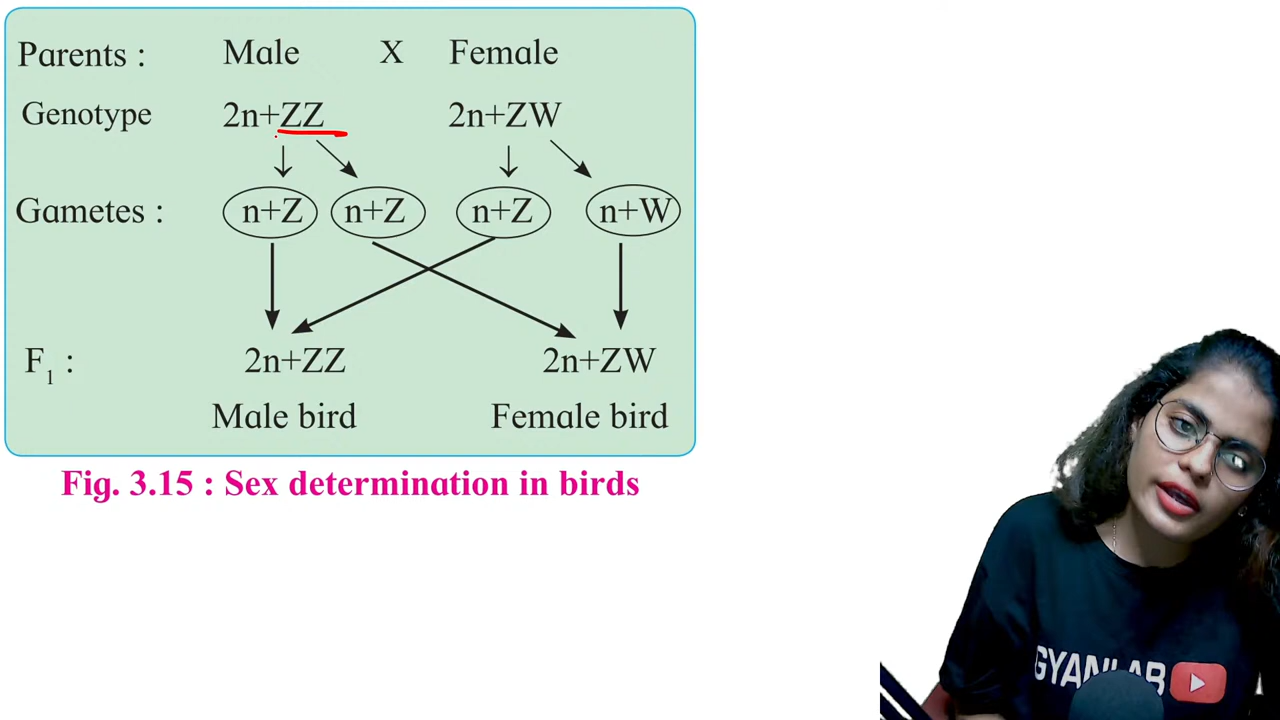 Parents : Male X Female
Genotype 2n+ZZ 2n+ZW
Gametes : n+Z n+Z n+Z n+W
F1 : 2n+ZZ 2n+ZW
Male bird Female bird
Fig. 3.15 : Sex determination in birds
GYANLAB